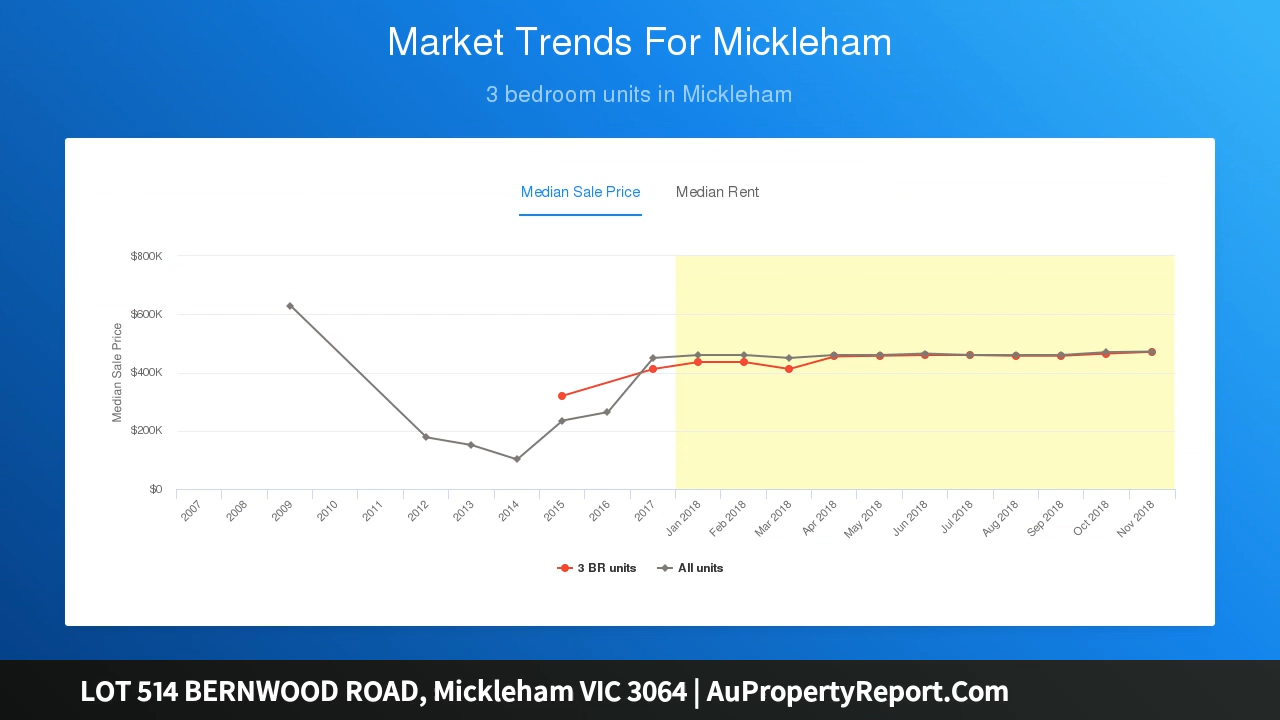 Market Trends For Mickleham
3 bedroom units in Mickleham
Median Sale Price Median Rent
$800K
$600K
$400K
$200K
$0
Median Sale Price
2007 2008 2009 2010 2011 2012 2013 2014 2015 2016 2017 Jan 2018 Feb 2018 Mar 2018 Apr 2018 May 2018 Jun 2018 Jul 2018 Aug 2018 Sep 2018 Oct 2018 Nov 2018
3 BR units All units
LOT 514 BERNWOOD ROAD, Mickleham VIC 3064 | AuPropertyReport.Com